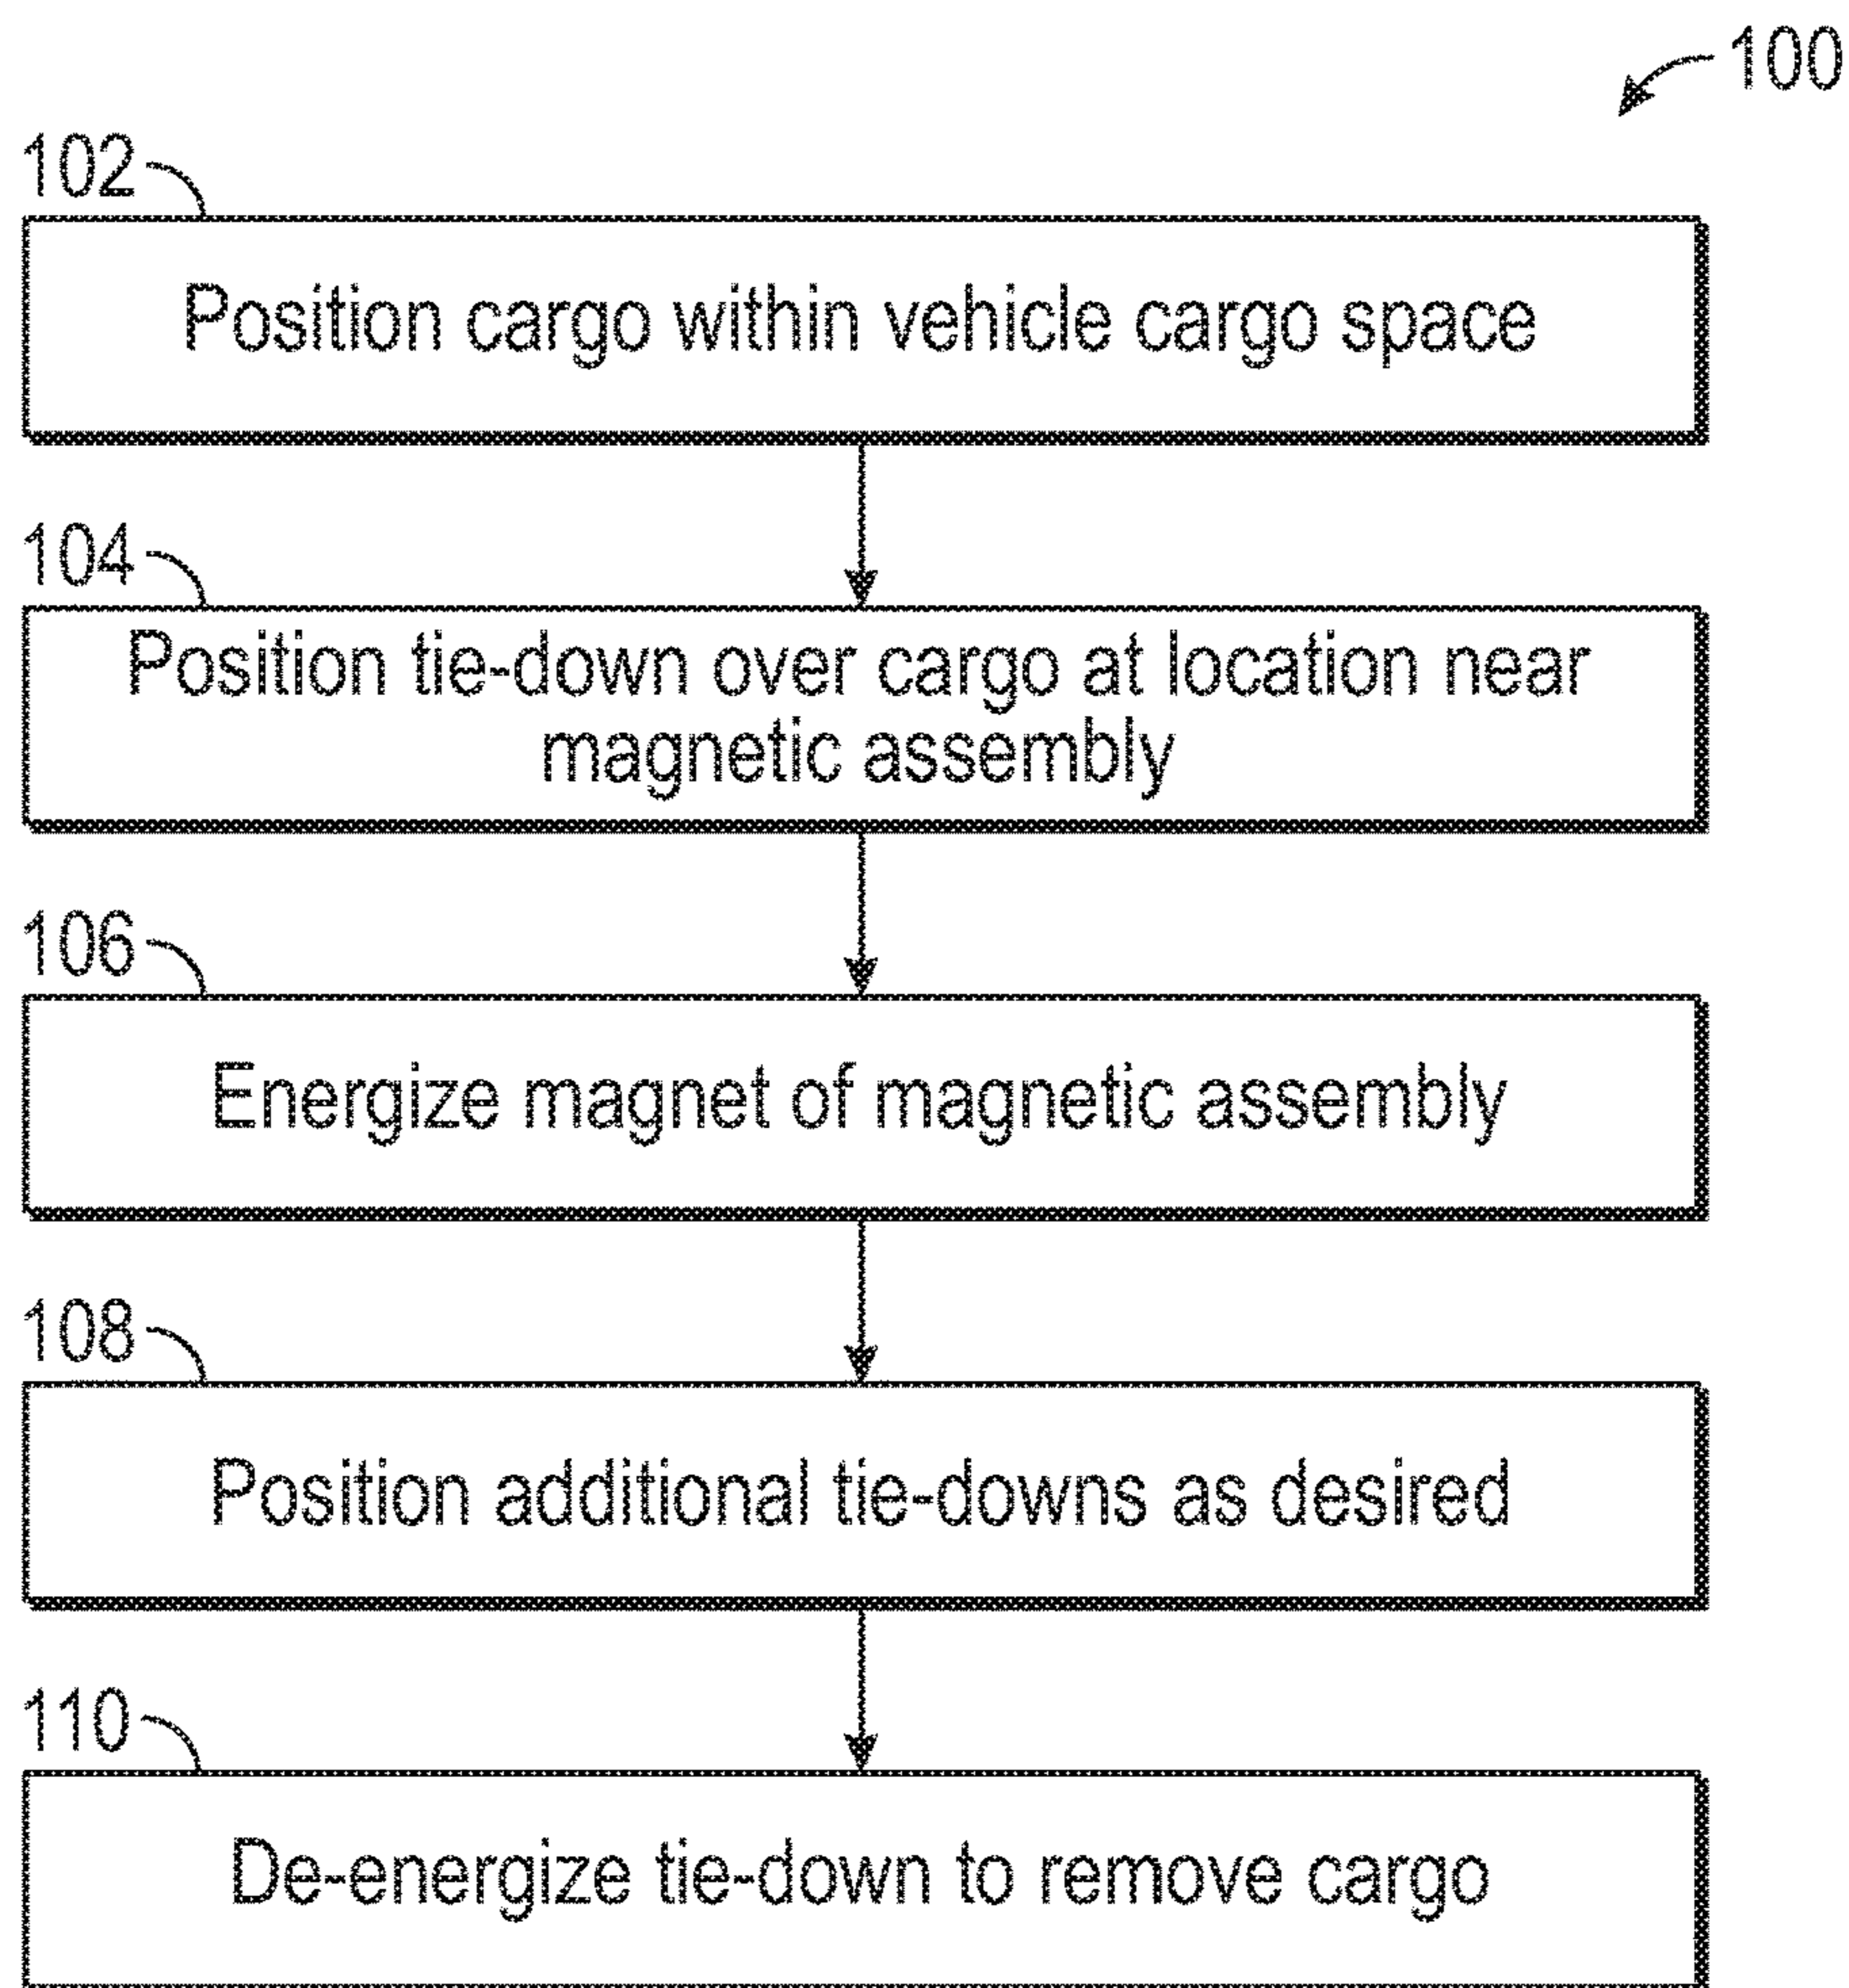 100
102
Position cargo within vehicle cargo space
104
Position tie-down over cargo at location near
magnetic assembly
106
Energize magnet of magnetic assembly
108
Position additional tie-downs as desired
110
De-energize tie-down to remove cargo